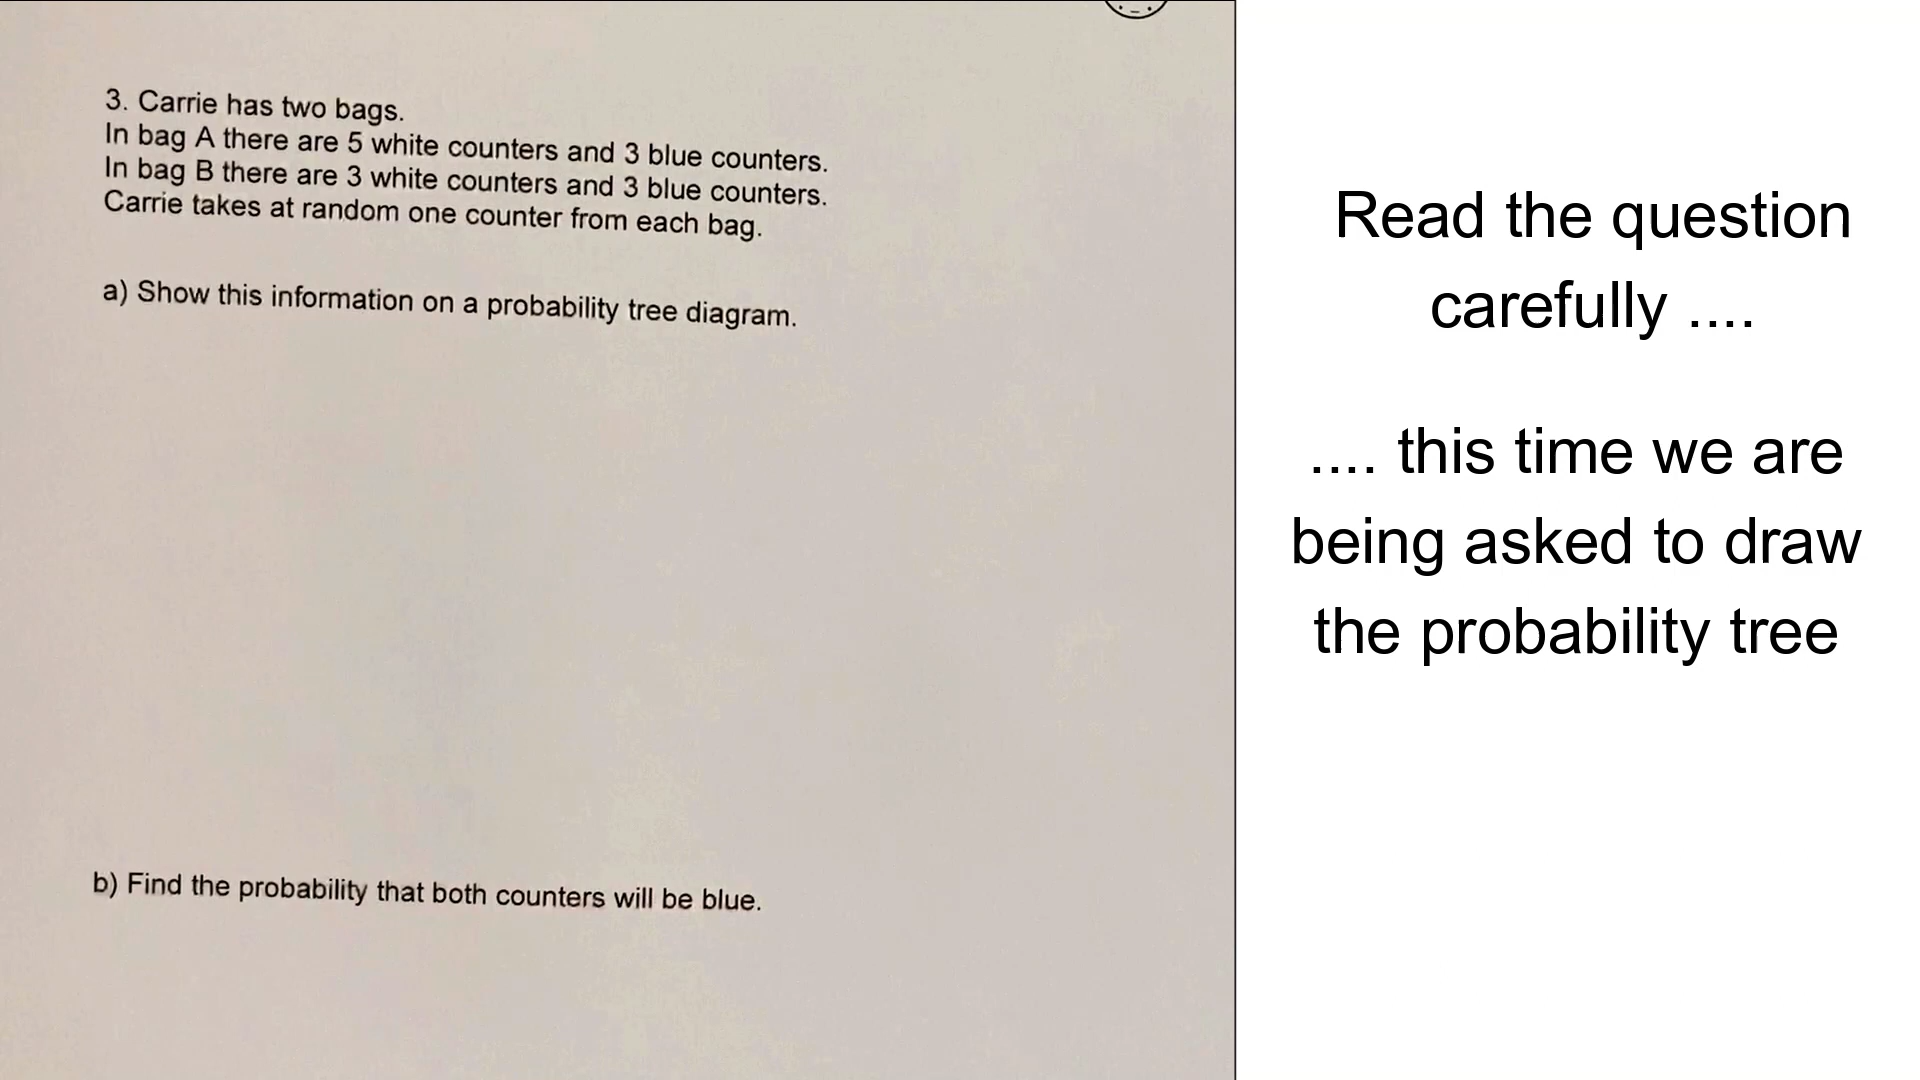 3. Carrie has two bags.
In bag A there are 5 white counters and 3 blue counters.
In bag B there are 3 white counters and 3 blue counters.
Carrie takes at random one counter from each bag.
a) Show this information on a probability tree diagram.
b) Find the probability that both counters will be blue.
Read the question
carefully ....
.... this time we are
being asked to draw
the probability tree